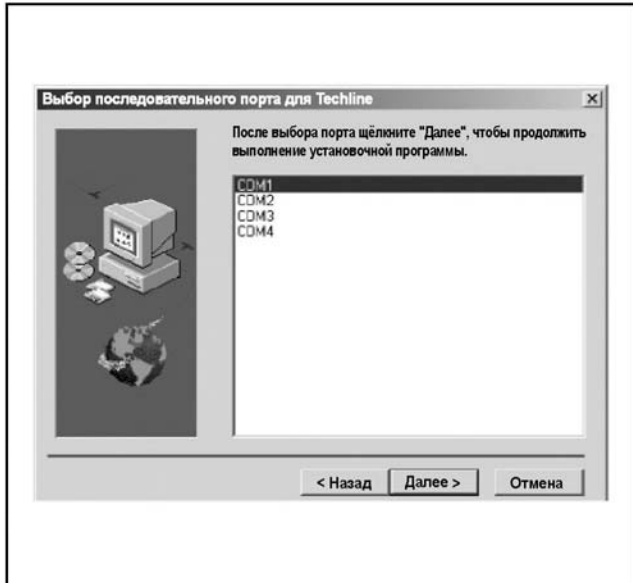 Выбор последовательного порта для Techline
После выбора порта щёлкните "Далее", чтобы продолжить
выполнение установочной программы.
COM1
COM2
COM3
COM4
< Назад
Далее >
Отмена